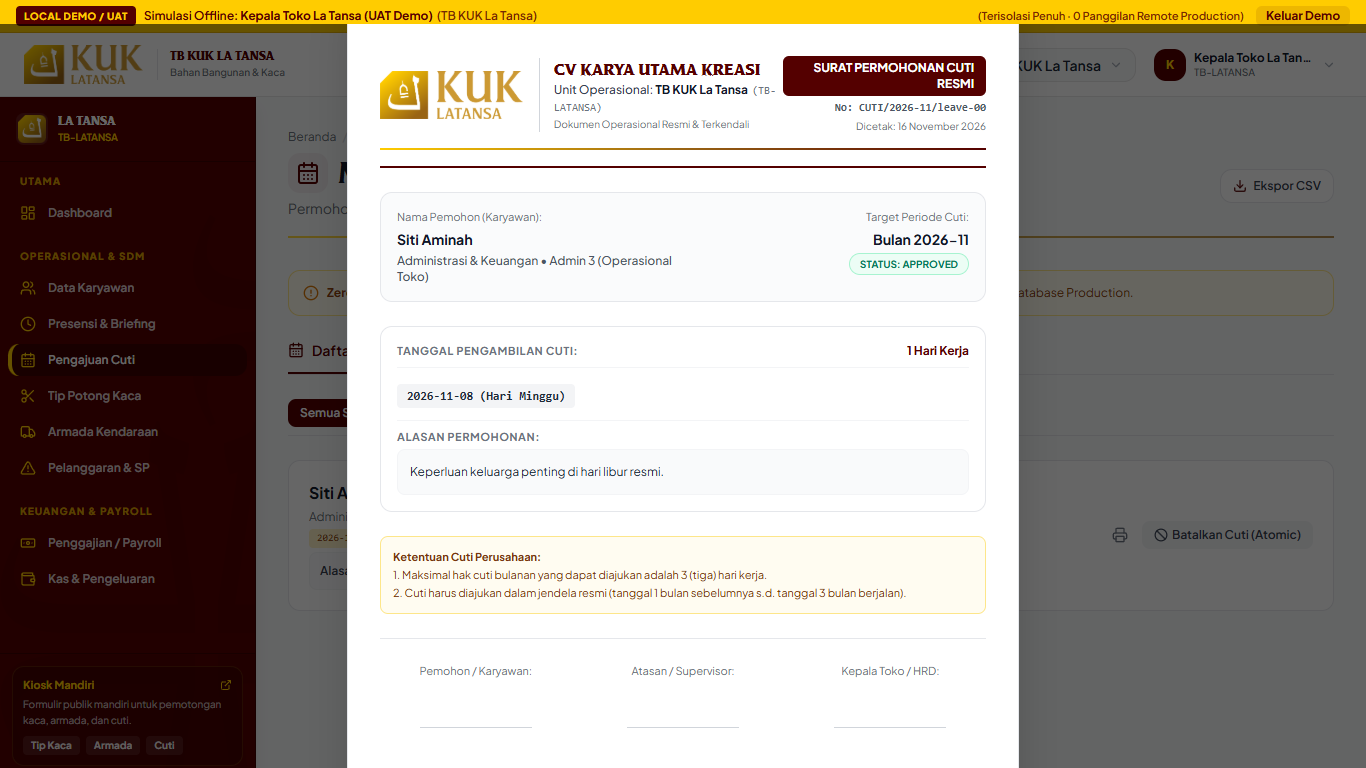 LOCAL DEMO / UAT Simulasi Offline: Kepala Toko La Tansa (UAT Demo) (TB KUK La Tansa)
(Terisolasi Penuh · 0 Panggilan Remote Production) Keluar Demo
KUK
LATANSA
TB KUK LA TANSA
Bahan Bangunan & Kaca
KUK La Tansa
K
Kepala Toko La Tan...
TB-LATANSA
LA TANSA
TB-LATANSA
UTAMA
Dashboard
OPERASIONAL & SDM
Data Karyawan
Presensi & Briefing
Pengajuan Cuti
Tip Potong Kaca
Armada Kendaraan
Pelanggaran & SP
KEUANGAN & PAYROLL
Penggajian / Payroll
Kas & Pengeluaran
Kiosk Mandiri
Formulir publik mandiri untuk pemotongan
kaca, armada, dan cuti.
Tip Kaca Armada Cuti
Beranda /
Permoho
Ekspor CSV
Zer
atabase Production.
Dafta
Semua S
Siti A
Admini
2026-1
Alasa
Batalkan Cuti (Atomic)
KUK
LATANSA
CV KARYA UTAMA KREASI
Unit Operasional: TB KUK La Tansa (TB-
LATANSA)
Dokumen Operasional Resmi & Terkendali
SURAT PERMOHONAN CUTI
RESMI
No: CUTI/2026-11/leave-00
Dicetak: 16 November 2026
Nama Pemohon (Karyawan):
Siti Aminah
Administrasi & Keuangan • Admin 3 (Operasional
Toko)
Target Periode Cuti:
Bulan 2026-11
STATUS: APPROVED
TANGGAL PENGAMBILAN CUTI:
1 Hari Kerja
2026-11-08 (Hari Minggu)
ALASAN PERMOHONAN:
Keperluan keluarga penting di hari libur resmi.
Ketentuan Cuti Perusahaan:
1. Maksimal hak cuti bulanan yang dapat diajukan adalah 3 (tiga) hari kerja.
2. Cuti harus diajukan dalam jendela resmi (tanggal 1 bulan sebelumnya s.d. tanggal 3 bulan berjalan).
Pemohon / Karyawan:
Atasan / Supervisor:
Kepala Toko / HRD: